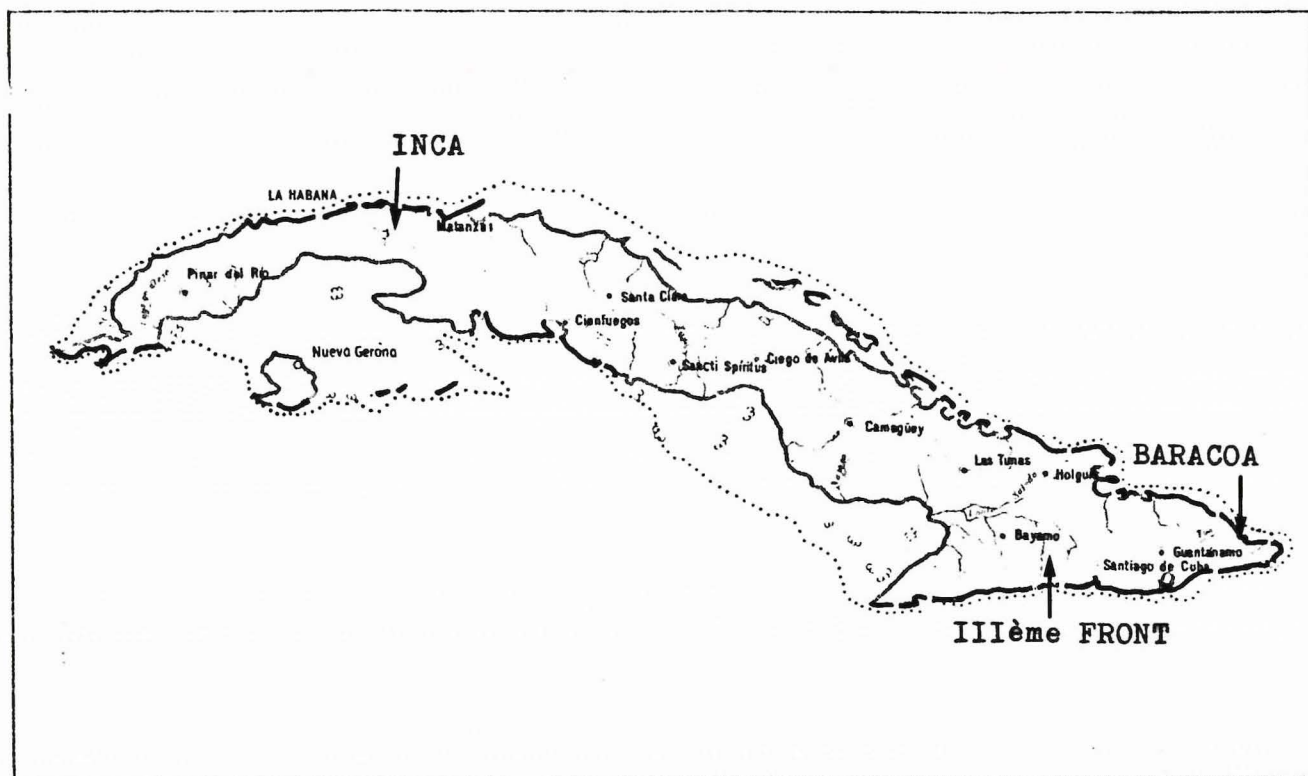 INCA
LA HABANA
Matanzas
Pinar del Río
Santa Clara
Cienfuegos
Nueva Gerona
Sancti Spíritus
Ciego de Avila
Camagüey
Las Tunas
Holguín
BARACOA
Bayamo
Guantánamo
Santiago de Cuba
IIIème FRONT